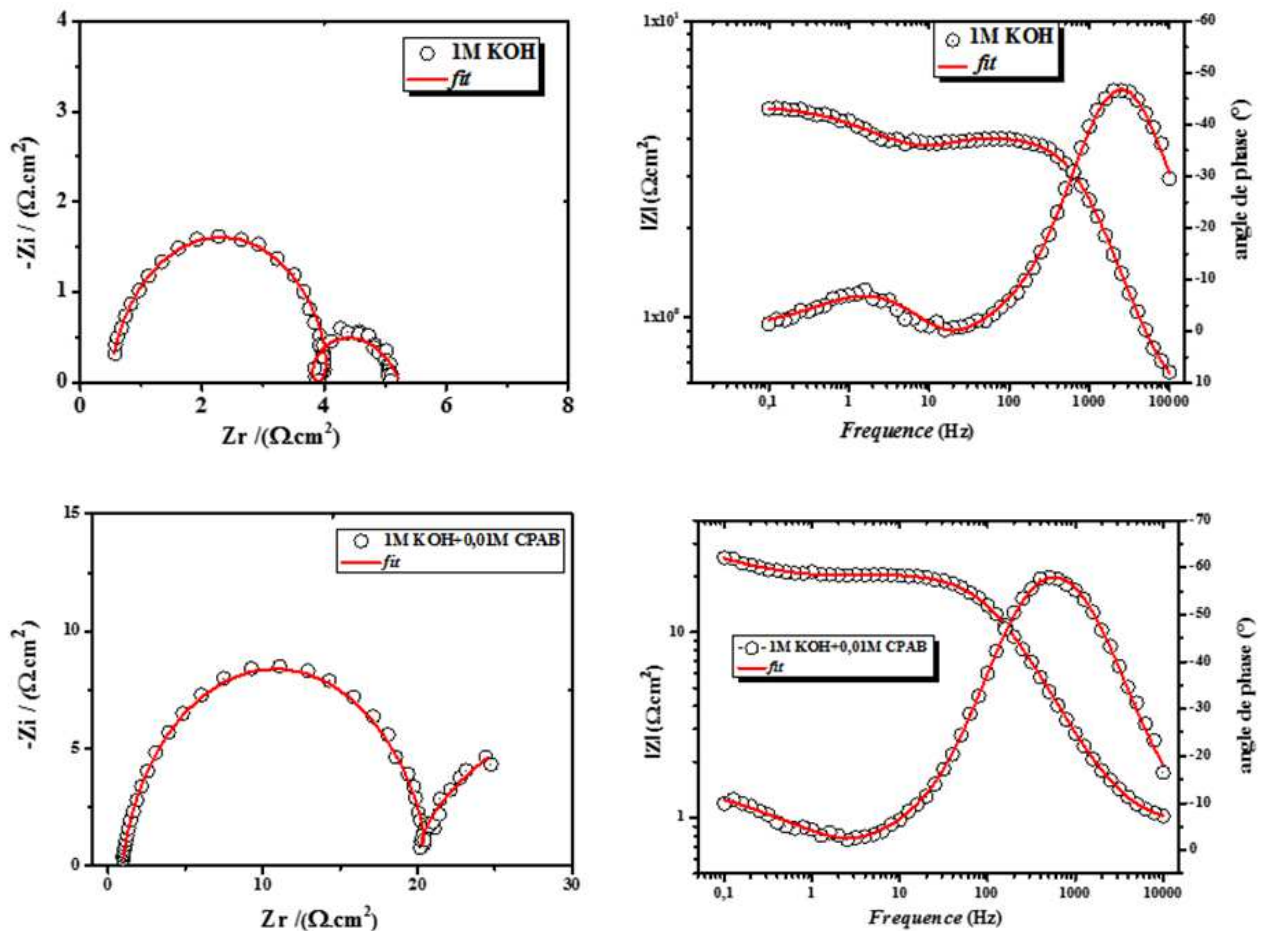 4
3
2
1
0
-Zi / (Ω.cm²)
1M KOH
fit
0
2
4
6
8
Zr /(Ω.cm²)
1x10¹
1x10⁰
|Z| (Ω.cm²)
1M KOH
fit
-60
-50
-40
-30
-20
-10
0
10
angle de phase (°)
0,1
1
10
100
1000
10000
Frequence (Hz)
15
10
5
0
-Zi / (Ω.cm²)
1M KOH+0,01M CPAB
fit
0
10
20
30
Zr /(Ω.cm²)
10
1
|Z| (Ω.cm²)
1M KOH+0,01M CPAB
fit
-70
-60
-50
-40
-30
-20
-10
0
angle de phase (°)
0,1
1
10
100
1000
10000
Frequence (Hz)